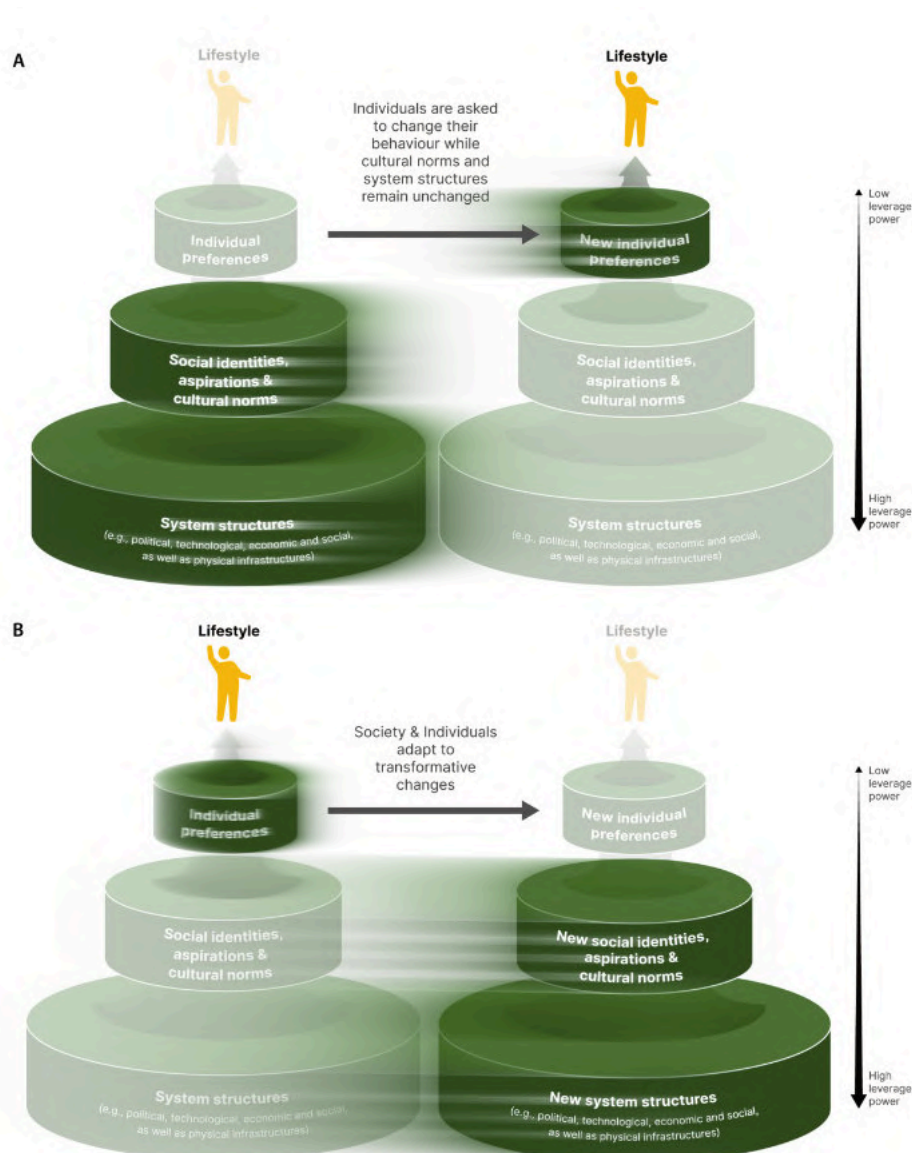 A
Lifestyle
Lifestyle
Individuals are asked
to change their
behaviour while
cultural norms and
system structures
remain unchanged
Low
leverage
power
Individual
preferences
New individual
preferences
Social identities,
aspirations &
cultural norms
Social identities,
aspirations &
cultural norms
High
leverage
power
System structures
(e.g., political, technological, economic and social,
as well as physical infrastructures)
System structures
(e.g., political, technological, economic and social,
as well as physical infrastructures)
B
Lifestyle
Lifestyle
Society & Individuals
adapt to
transformative
changes
Low
leverage
power
Individual
preferences
New individual
preferences
Social identities,
aspirations &
cultural norms
New social identities,
aspirations &
cultural norms
High
leverage
power
System structures
(e.g., political, technological, economic and social,
as well as physical infrastructures)
New system structures
(e.g., political, technological, economic and social,
as well as physical infrastructures)